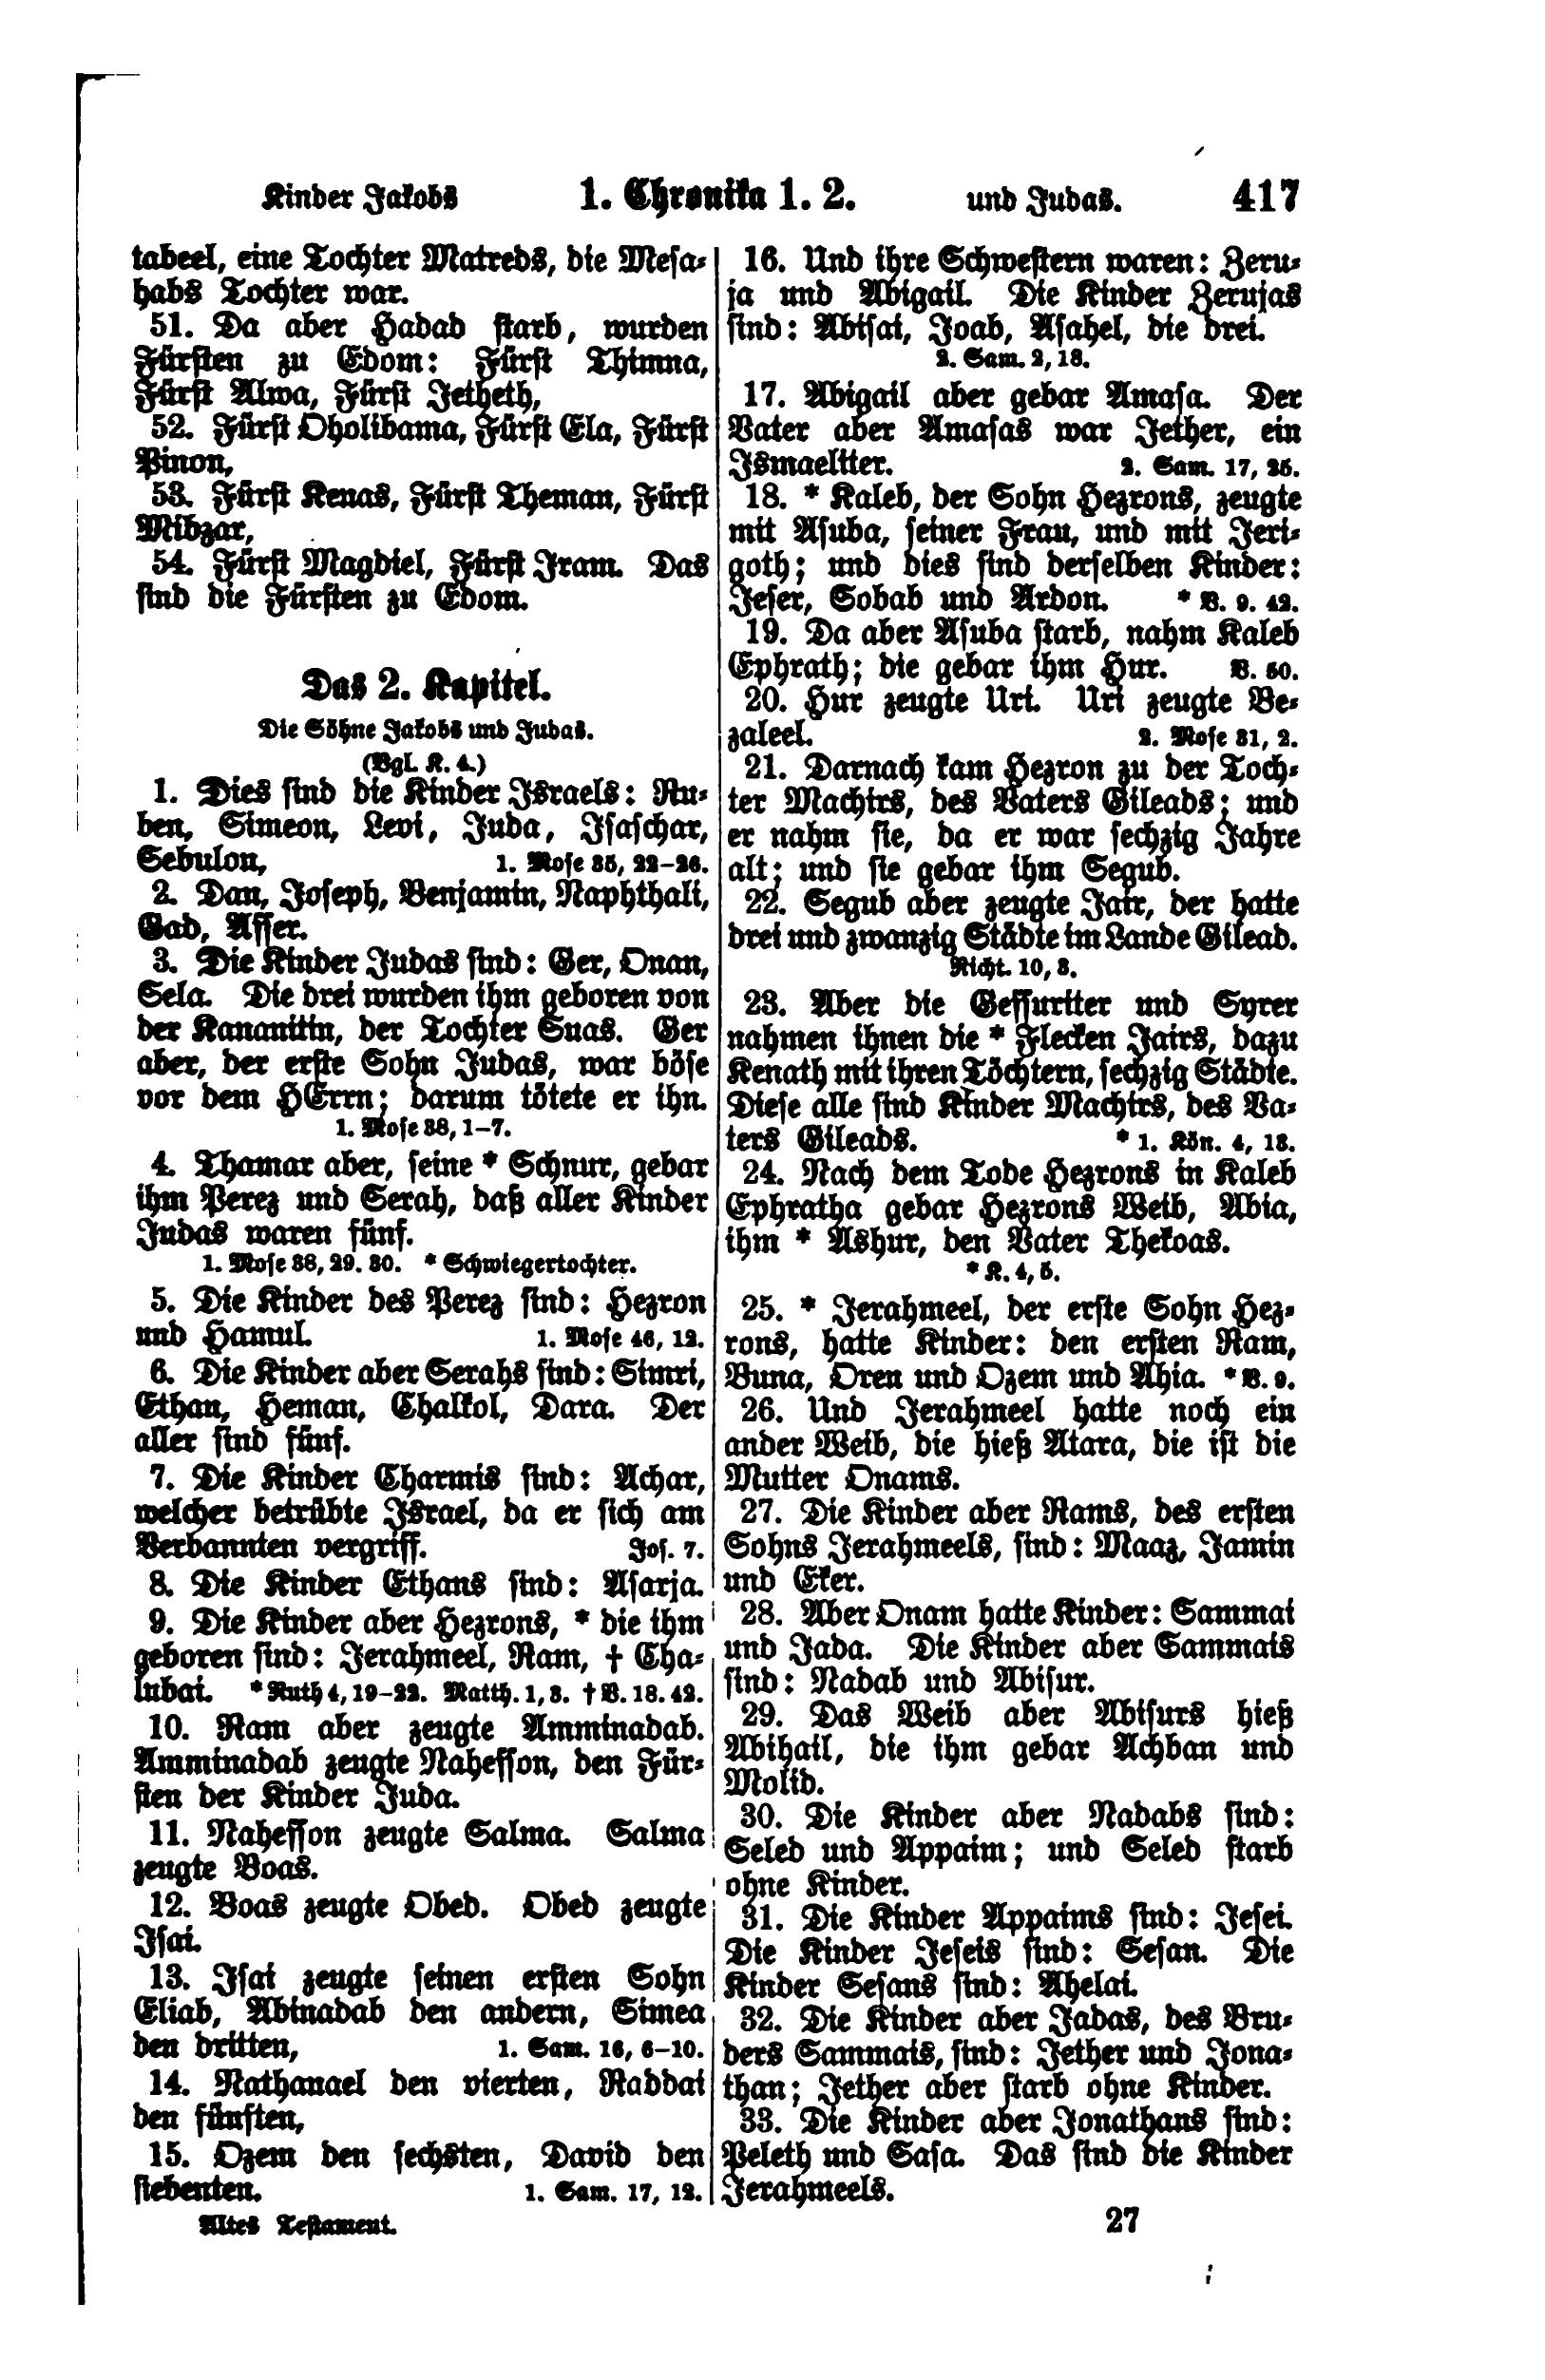 Kinder Jakobs 1. Chronika 1. 2. und Judas. 417
tabeel, eine Tochter Matreds, die Mesa-
habs Tochter war.
51. Da aber Hadad starb, wurden
Fürsten zu Edom: Fürst Thimna,
Fürst Alwa, Fürst Jetheth,
52. Fürst Oholibama, Fürst Ela, Fürst
Pinon,
53. Fürst Kenas, Fürst Theman, Fürst
Mibzar,
54. Fürst Magdiel, Fürst Iram. Das
sind die Fürsten zu Edom.
Das 2. Kapitel.
Die Söhne Jakobs und Judas.
(Vgl. K. 4.)
1. Dies sind die Kinder Israels: Ru-
ben, Simeon, Levi, Juda, Isaschar,
Sebulon, 1. Mose 35, 22-26.
2. Dan, Joseph, Benjamin, Naphthali,
Gad, Asser.
3. Die Kinder Judas sind: Ger, Onan,
Sela. Die drei wurden ihm geboren von
der Kananitin, der Tochter Suas. Ger
aber, der erste Sohn Judas, war böse
vor dem HErrn; darum tötete er ihn.
1. Mose 38, 1-7.
4. Thamar aber, seine * Schnur, gebar
ihm Perez und Serah, daß aller Kinder
Judas waren fünf.
1. Mose 38, 29. 30. * Schwiegertochter.
5. Die Kinder des Perez sind: Hezron
und Hamul. 1. Mose 46, 12.
6. Die Kinder aber Serahs sind: Simri,
Ethan, Heman, Chalkol, Dara. Der
aller sind fünf.
7. Die Kinder Charmis sind: Achar,
welcher betrübte Israel, da er sich am
Verbannten vergriff. Jos. 7.
8. Die Kinder Ethans sind: Asarja.
9. Die Kinder aber Hezrons, * die ihm
geboren sind: Jerahmeel, Ram, † Cha-
lubai. * Ruth 4, 19-22. Matth. 1, 3. † V. 18. 42.
10. Ram aber zeugte Amminadab.
Amminadab zeugte Nahesson, den Für-
sten der Kinder Juda.
11. Nahesson zeugte Salma. Salma
zeugte Boas.
12. Boas zeugte Obed. Obed zeugte
Isai.
13. Isai zeugte seinen ersten Sohn
Eliab, Abinadab den andern, Simea
den dritten, 1. Sam. 16, 6-10.
14. Nathanael den vierten, Raddai
den fünften,
15. Ozem den sechsten, David den
siebenten. 1. Sam. 17, 12.
Altes Testament.
16. Und ihre Schwestern waren: Zeru-
ja und Abigail. Die Kinder Zerujas
sind: Abisai, Joab, Asahel, die drei.
2. Sam. 2, 18.
17. Abigail aber gebar Amasa. Der
Vater aber Amasas war Jether, ein
Ismaeliter. 2. Sam. 17, 25.
18. * Kaleb, der Sohn Hezrons, zeugte
mit Asuba, seiner Frau, und mit Jeri-
goth; und dies sind derselben Kinder:
Jeser, Sobab und Ardon. * V. 9. 42.
19. Da aber Asuba starb, nahm Kaleb
Ephrath; die gebar ihm Hur. V. 50.
20. Hur zeugte Uri. Uri zeugte Be-
zaleel. 2. Mose 31, 2.
21. Darnach kam Hezron zu der Toch-
ter Machirs, des Vaters Gileads; und
er nahm sie, da er war sechzig Jahre
alt; und sie gebar ihm Segub.
22. Segub aber zeugte Jair, der hatte
drei und zwanzig Städte im Lande Gilead.
Richt. 10, 3.
23. Aber die Gessuriter und Syrer
nahmen ihnen die * Flecken Jairs, dazu
Kenath mit ihren Töchtern, sechzig Städte.
Diese alle sind Kinder Machirs, des Va-
ters Gileads. * 1. Kön. 4, 13.
24. Nach dem Tode Hezrons in Kaleb
Ephratha gebar Hezrons Weib, Abia,
ihm * Ashur, den Vater Thekoas.
* K. 4, 5.
25. * Jerahmeel, der erste Sohn Hez-
rons, hatte Kinder: den ersten Ram,
Buna, Oren und Ozem und Ahia. * V. 9.
26. Und Jerahmeel hatte noch ein
ander Weib, die hieß Atara, die ist die
Mutter Onams.
27. Die Kinder aber Rams, des ersten
Sohns Jerahmeels, sind: Maaz, Jamin
und Eker.
28. Aber Onam hatte Kinder: Sammai
und Jada. Die Kinder aber Sammais
sind: Nadab und Abisur.
29. Das Weib aber Abisurs hieß
Abihail, die ihm gebar Achban und
Molid.
30. Die Kinder aber Nadabs sind:
Seled und Appaim; und Seled starb
ohne Kinder.
31. Die Kinder Appaims sind: Jesei.
Die Kinder Jeseis sind: Sesan. Die
Kinder Sesans sind: Ahelai.
32. Die Kinder aber Jadas, des Bru-
ders Sammais, sind: Jether und Jona-
than; Jether aber starb ohne Kinder.
33. Die Kinder aber Jonathans sind:
Peleth und Sasa. Das sind die Kinder
Jerahmeels.
27